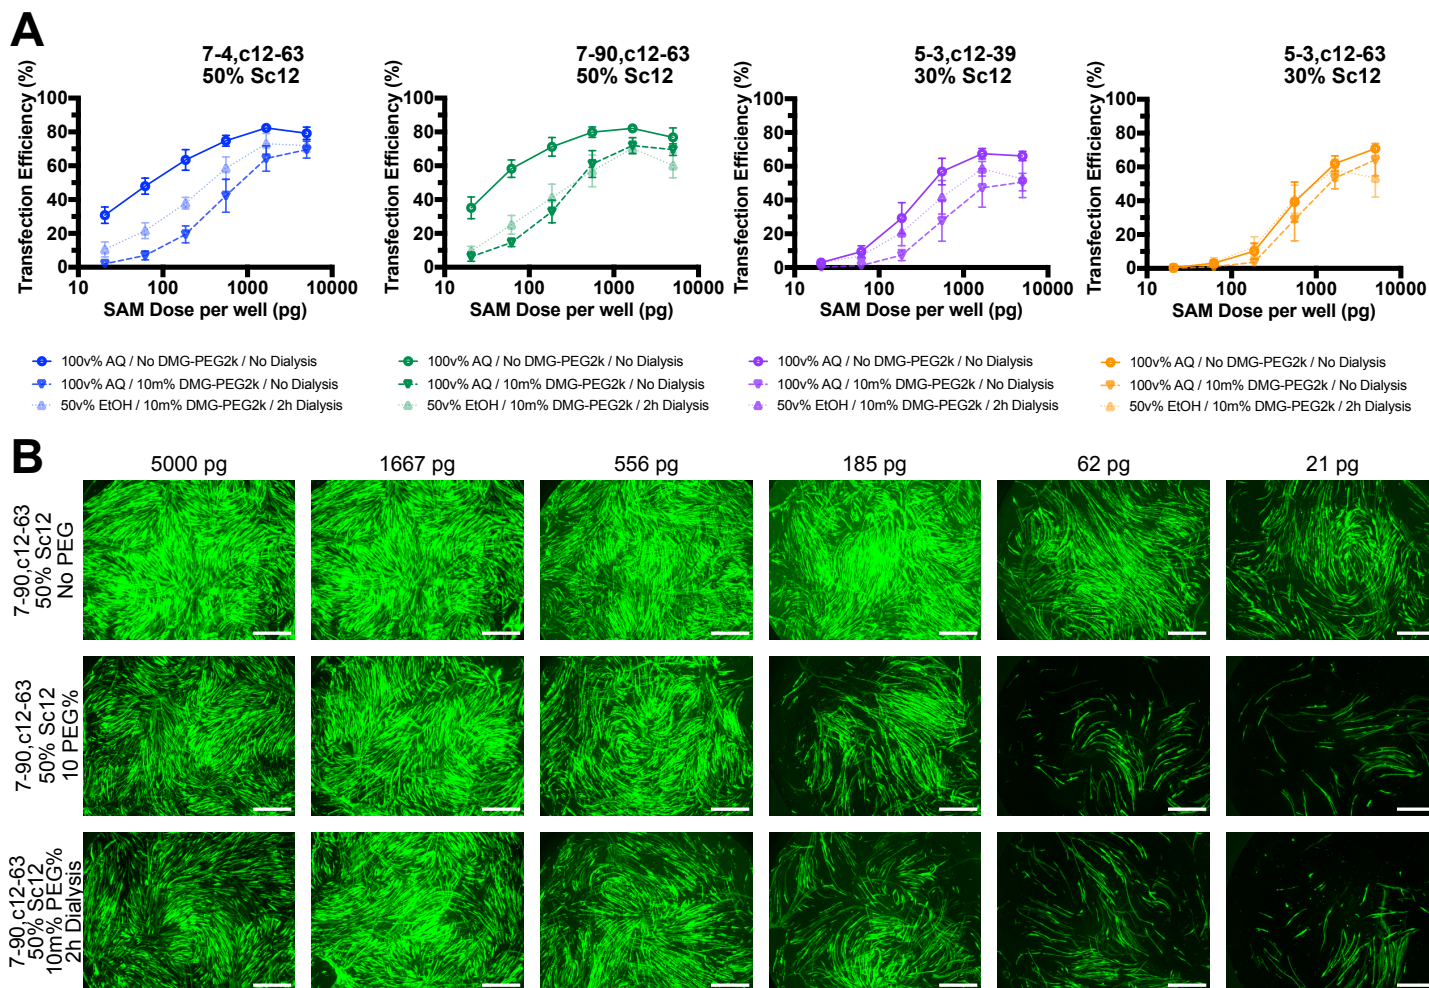 A
7-4,c12-63
50% Sc12
Transfection Efficiency (%)
100
80
60
40
20
0
10
100
1000
10000
SAM Dose per well (pg)
7-90,c12-63
50% Sc12
Transfection Efficiency (%)
100
80
60
40
20
0
10
100
1000
10000
SAM Dose per well (pg)
5-3,c12-39
30% Sc12
Transfection Efficiency (%)
100
80
60
40
20
0
10
100
1000
10000
SAM Dose per well (pg)
5-3,c12-63
30% Sc12
Transfection Efficiency (%)
100
80
60
40
20
0
10
100
1000
10000
SAM Dose per well (pg)
100v% AQ / No DMG-PEG2k / No Dialysis
100v% AQ / 10m% DMG-PEG2k / No Dialysis
50v% EtOH / 10m% DMG-PEG2k / 2h Dialysis
100v% AQ / No DMG-PEG2k / No Dialysis
100v% AQ / 10m% DMG-PEG2k / No Dialysis
50v% EtOH / 10m% DMG-PEG2k / 2h Dialysis
100v% AQ / No DMG-PEG2k / No Dialysis
100v% AQ / 10m% DMG-PEG2k / No Dialysis
50v% EtOH / 10m% DMG-PEG2k / 2h Dialysis
100v% AQ / No DMG-PEG2k / No Dialysis
100v% AQ / 10m% DMG-PEG2k / No Dialysis
50v% EtOH / 10m% DMG-PEG2k / 2h Dialysis
B
5000 pg
1667 pg
556 pg
185 pg
62 pg
21 pg
7-90,c12-63
50% Sc12
No PEG
7-90,c12-63
50% Sc12
10 PEG%
7-90,c12-63
50% Sc12
10m% PEG%
2h Dialysis